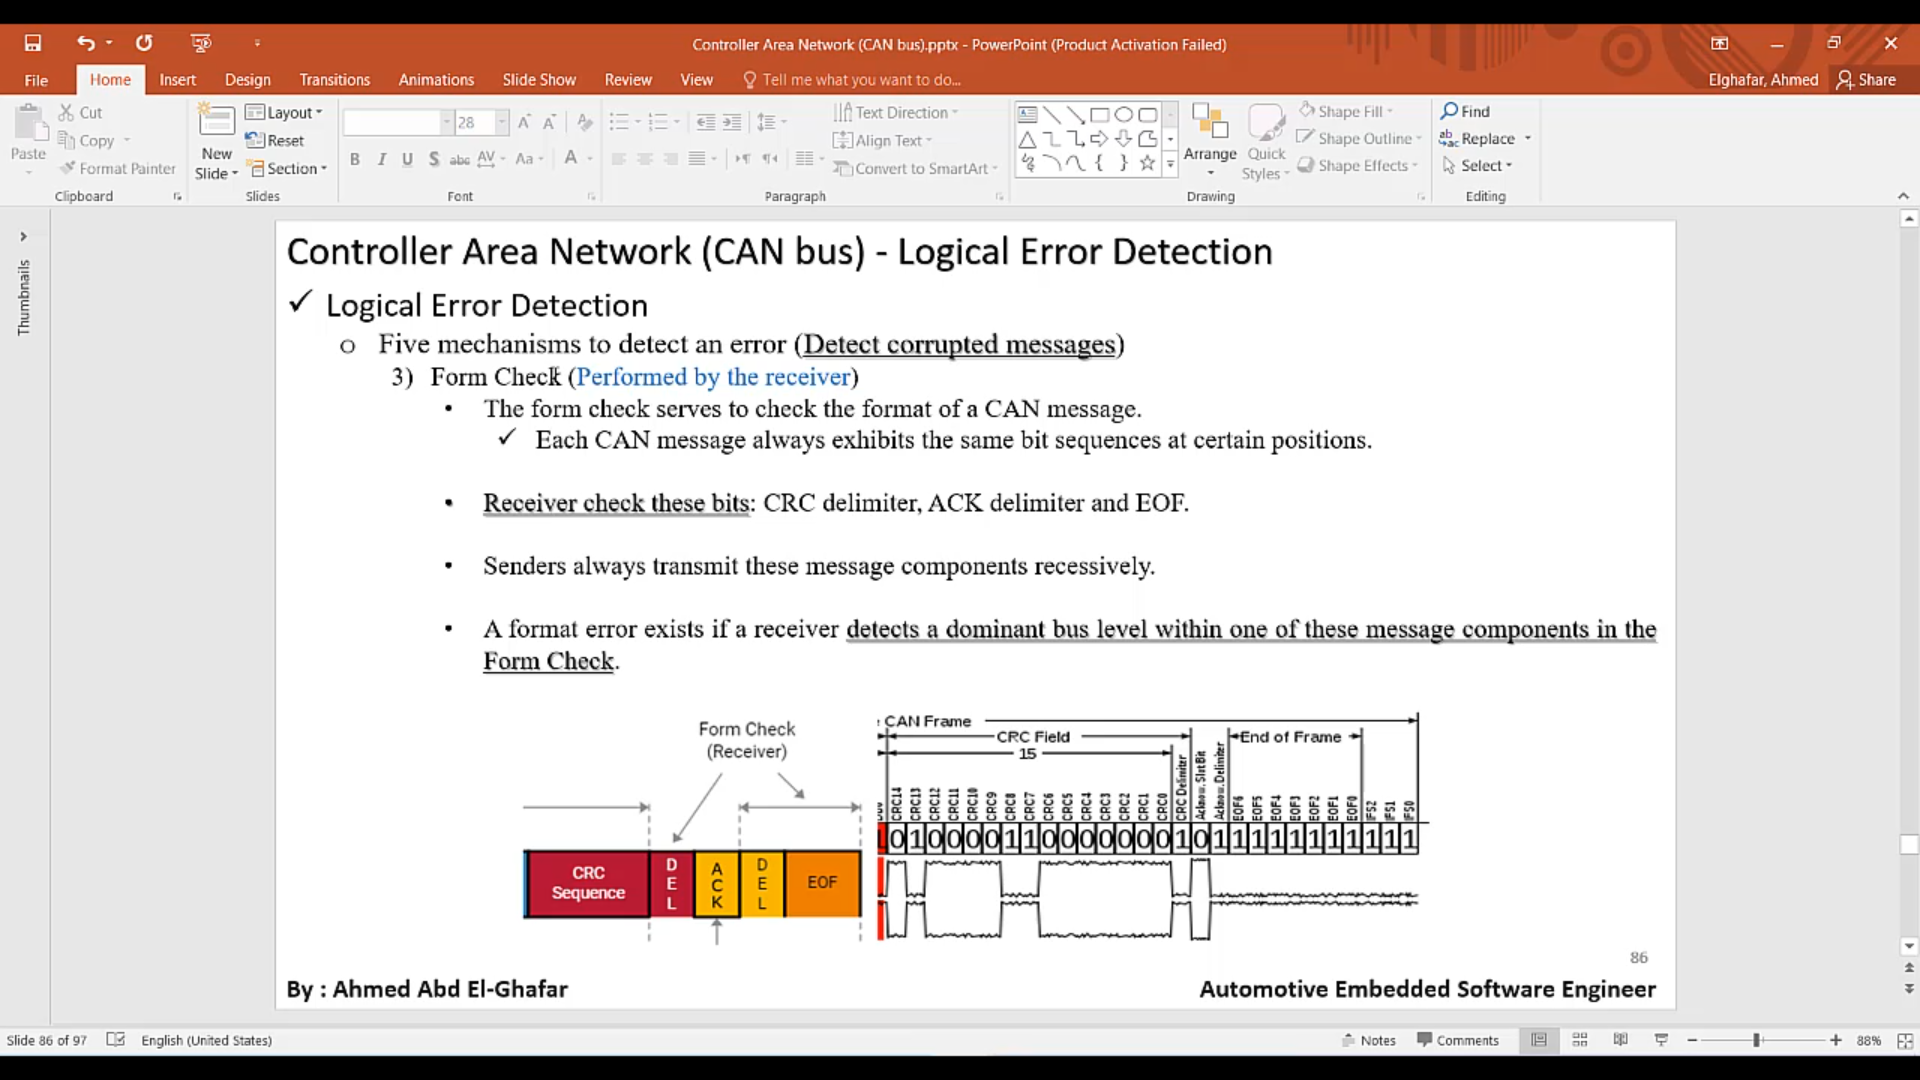 Controller Area Network (CAN bus).pptx - PowerPoint (Product Activation Failed)
File Home Insert Design Transitions Animations Slide Show Review View Tell me what you want to do... Elghafar, Ahmed Share
Cut
Copy
Format Painter
Paste
Clipboard
New
Slide
Layout
Reset
Section
Slides
28
B I U S abc AV Aa A
Font
Text Direction
Align Text
Convert to SmartArt
Paragraph
Arrange
Quick
Styles
Shape Fill
Shape Outline
Shape Effects
Drawing
Find
Replace
Select
Editing
Thumbnails
Controller Area Network (CAN bus) - Logical Error Detection
✓ Logical Error Detection
o Five mechanisms to detect an error (Detect corrupted messages)
3) Form Check (Performed by the receiver)
• The form check serves to check the format of a CAN message.
✓ Each CAN message always exhibits the same bit sequences at certain positions.
• Receiver check these bits: CRC delimiter, ACK delimiter and EOF.
• Senders always transmit these message components recessively.
• A format error exists if a receiver detects a dominant bus level within one of these message components in the
Form Check.
Form Check
(Receiver)
CRC
Sequence
DEL
ACK
DEL
EOF
CAN Frame
CRC Field
End of Frame
15
CRC14 CRC13 CRC12 CRC11 CRC10 CRC9 CRC8 CRC7 CRC6 CRC5 CRC4 CRC3 CRC2 CRC1 CRC0 CRC Delimiter Acknow. Slot Bit Acknow. Delimiter EOF6 EOF5 EOF4 EOF3 EOF2 EOF1 EOF0 IFS2 IFS1 IFS0
1 0 1 0 0 0 0 1 1 0 0 0 0 0 0 0 1 0 1 1 1 1 1 1 1 1 1 1 1
86
By : Ahmed Abd El-Ghafar
Automotive Embedded Software Engineer
Slide 86 of 97 English (United States) Notes Comments 88%